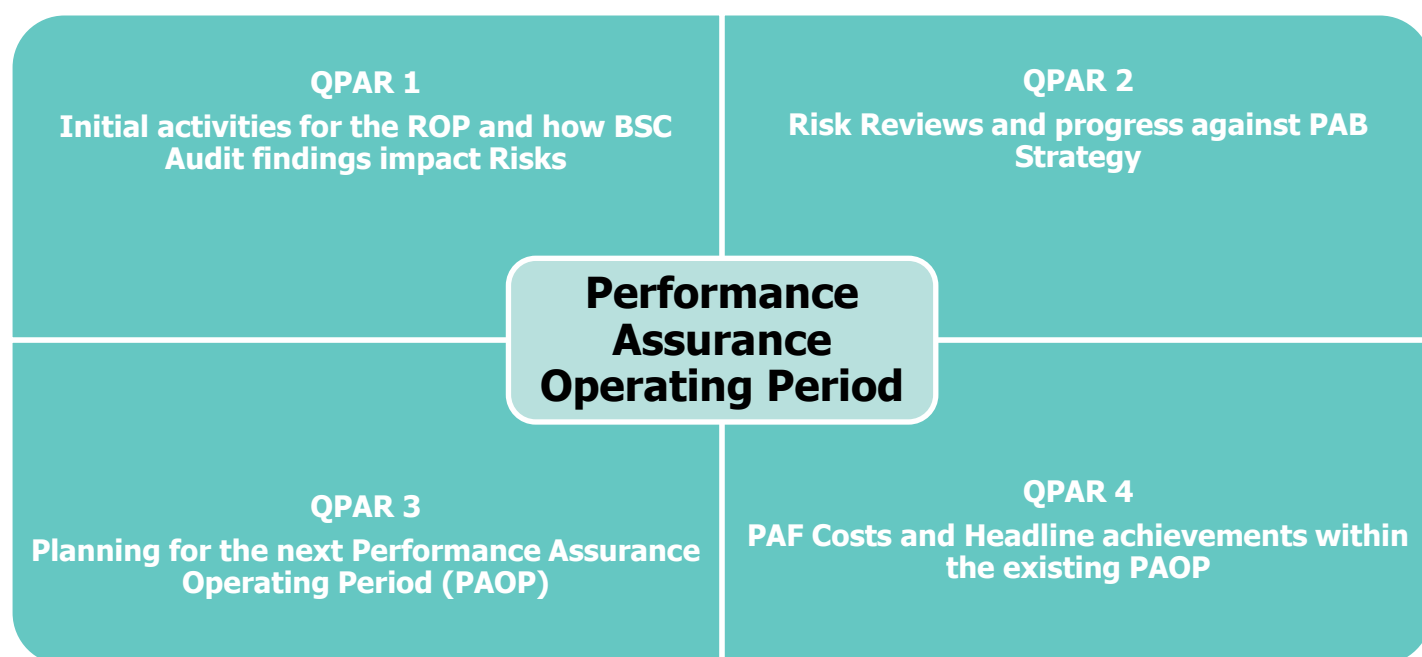 QPAR 1
Initial activities for the ROP and how BSC
Audit findings impact Risks
QPAR 2
Risk Reviews and progress against PAB
Strategy
Performance
Assurance
Operating Period
QPAR 3
Planning for the next Performance Assurance
Operating Period (PAOP)
QPAR 4
PAF Costs and Headline achievements within
the existing PAOP